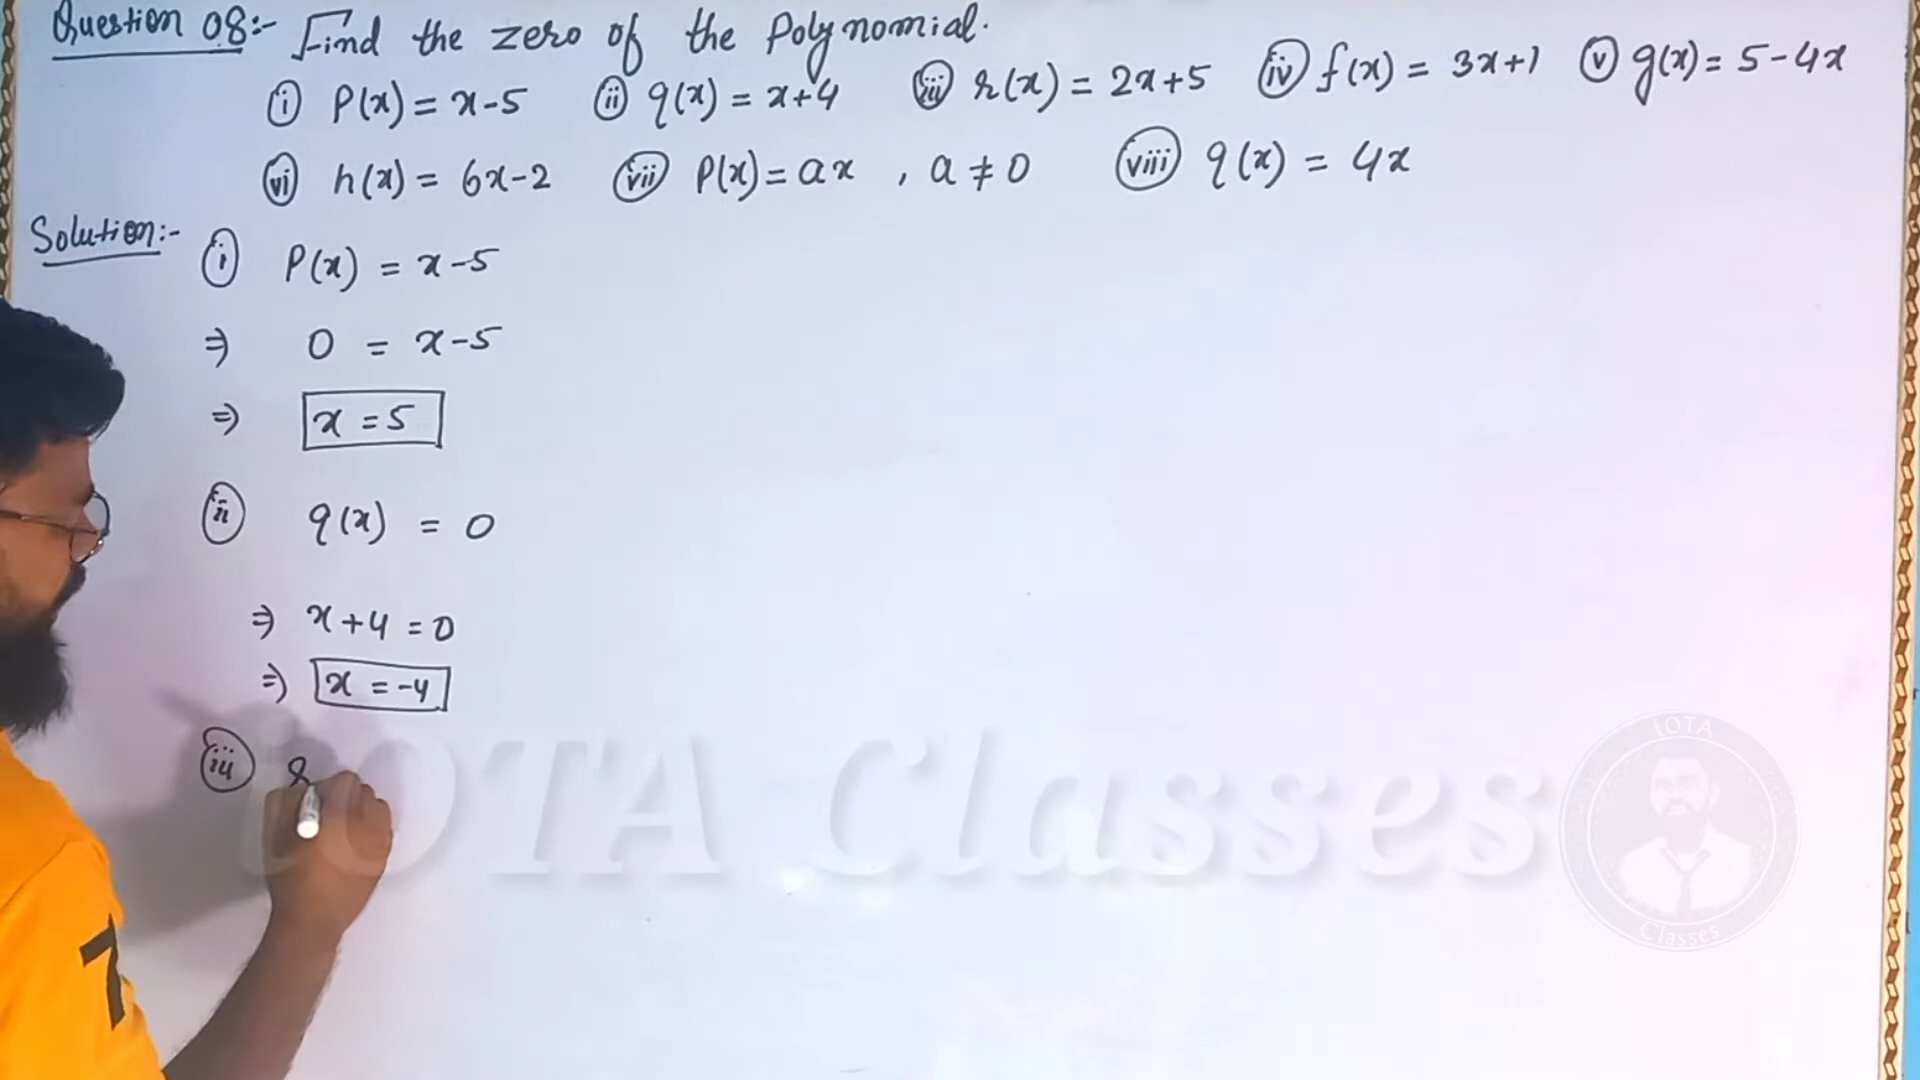 Question 08:- Find the zero of the Polynomial.
(i) P(x) = x-5 (ii) q(x) = x+4 (iii) r(x) = 2x+5 (iv) f(x) = 3x+1 (v) g(x) = 5-4x
(vi) h(x) = 6x-2 (vii) P(x) = ax , a ≠ 0 (viii) q(x) = 4x
Solution:- (i) P(x) = x-5
⇒ 0 = x-5
⇒ x = 5
(ii) q(x) = 0
⇒ x+4 = 0
⇒ x = -4
(iii) r
IOTA Classes
IOTA
Classes
7